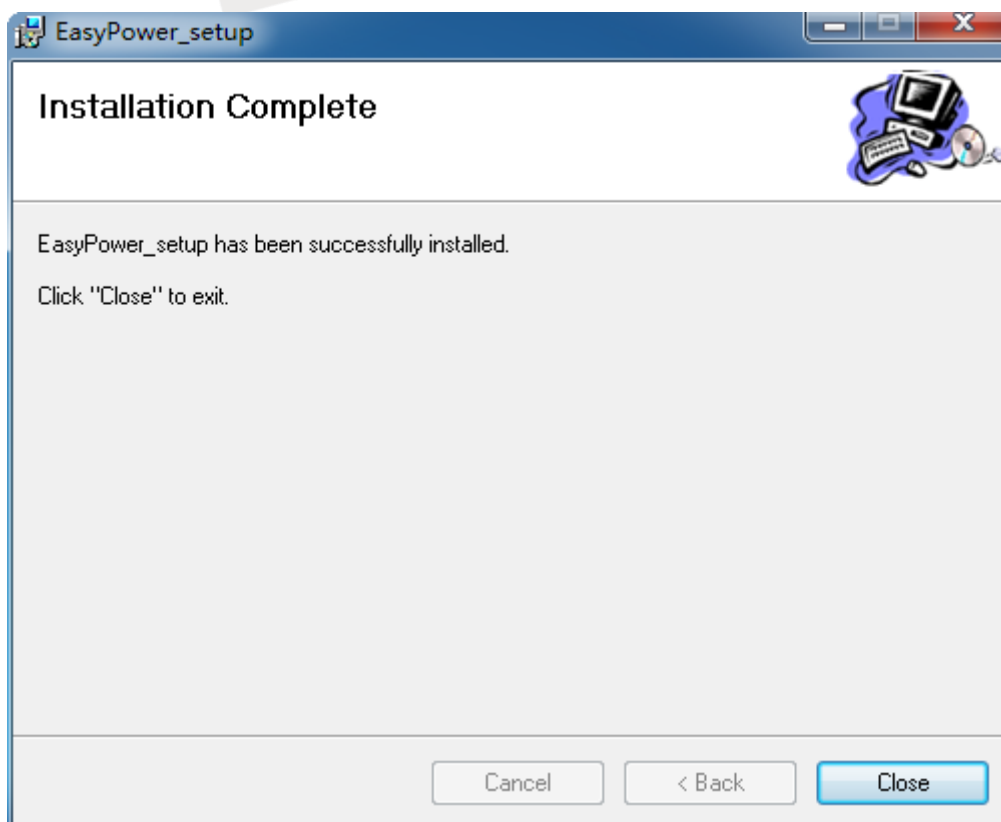 EasyPower_setup
Installation Complete
EasyPower_setup has been successfully installed.
Click "Close" to exit.
Cancel
< Back
Close